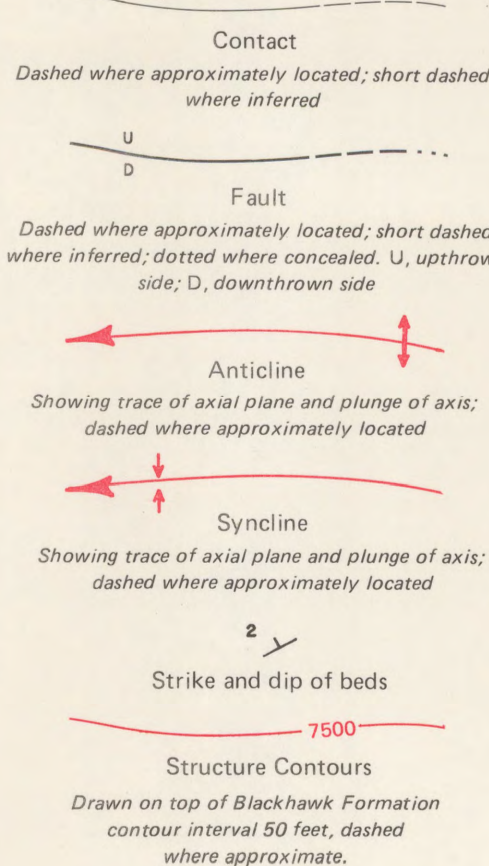 Contact
Dashed where approximately located; short dashed
where inferred
U
D
Fault
Dashed where approximately located; short dashed
where inferred; dotted where concealed. U, upthrow
side; D, downthrown side
Anticline
Showing trace of axial plane and plunge of axis;
dashed where approximately located
Syncline
Showing trace of axial plane and plunge of axis;
dashed where approximately located
2
Strike and dip of beds
7500
Structure Contours
Drawn on top of Blackhawk Formation
contour interval 50 feet, dashed
where approximate.